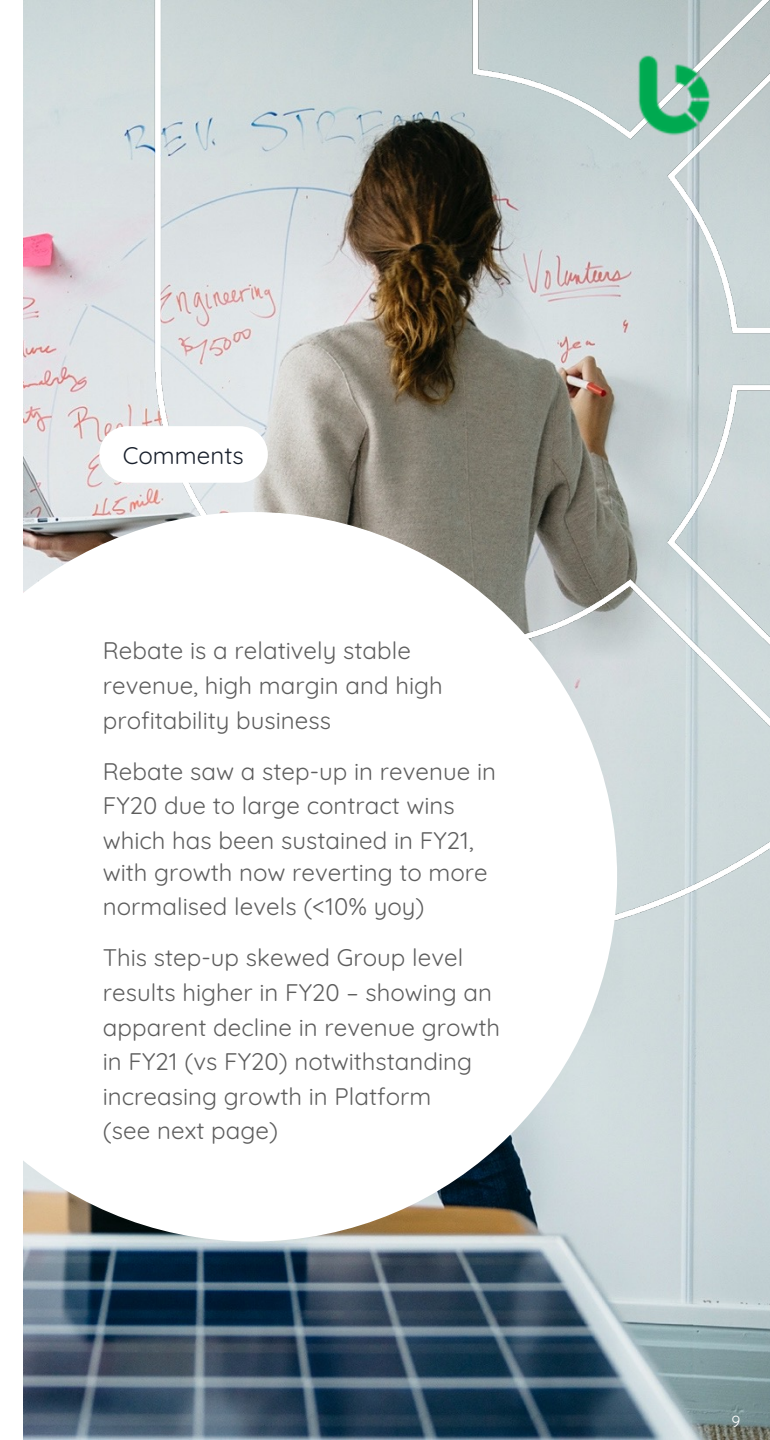 REV. STREAMS
Engineering
$75000
Volunteers
yea
4.5 mill.
Comments
Rebate is a relatively stable
revenue, high margin and high
profitability business
Rebate saw a step-up in revenue in
FY20 due to large contract wins
which has been sustained in FY21,
with growth now reverting to more
normalised levels (<10% yoy)
This step-up skewed Group level
results higher in FY20 – showing an
apparent decline in revenue growth
in FY21 (vs FY20) notwithstanding
increasing growth in Platform
(see next page)
9